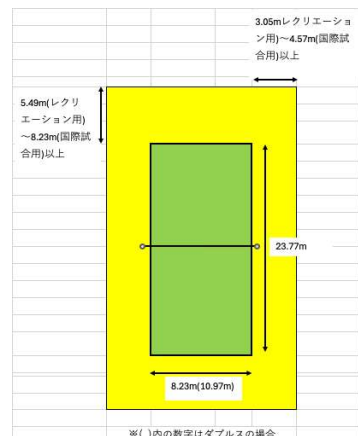 3.05mレクリエーショ
ン用)～4.57m(国際試
合用)以上
5.49m(レクリ
エーション用)
～8.23m(国際試
合用)以上
23.77m
8.23m(10.97m)
※( )内の数字はダブルスの場合